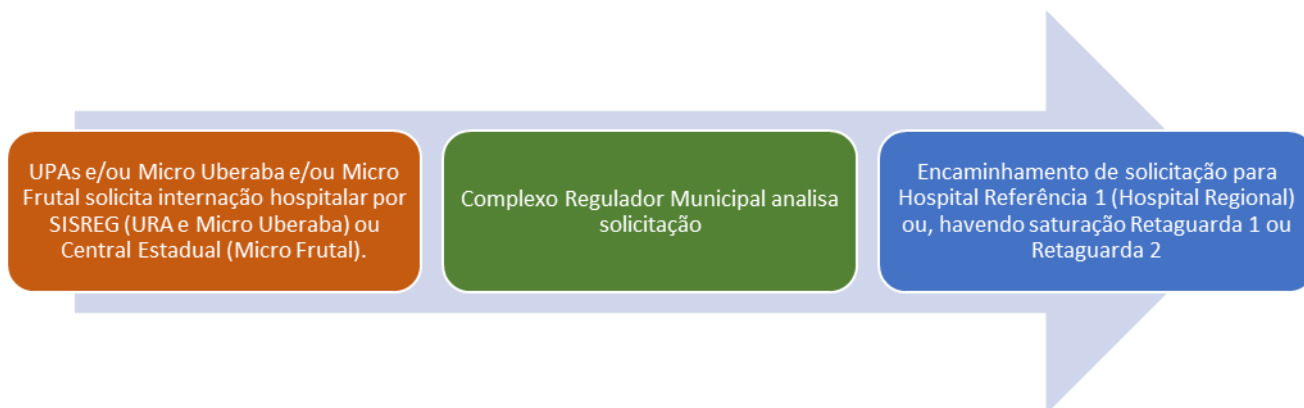 UPAs e/ou Micro Uberaba e/ou Micro
Frutal solicita internação hospitalar por
SISREG (URA e Micro Uberaba) ou
Central Estadual (Micro Frutal).
Complexo Regulador Municipal analisa
solicitação
Encaminhamento de solicitação para
Hospital Referência 1 (Hospital Regional)
ou, havendo saturação Retaguarda 1 ou
Retaguarda 2